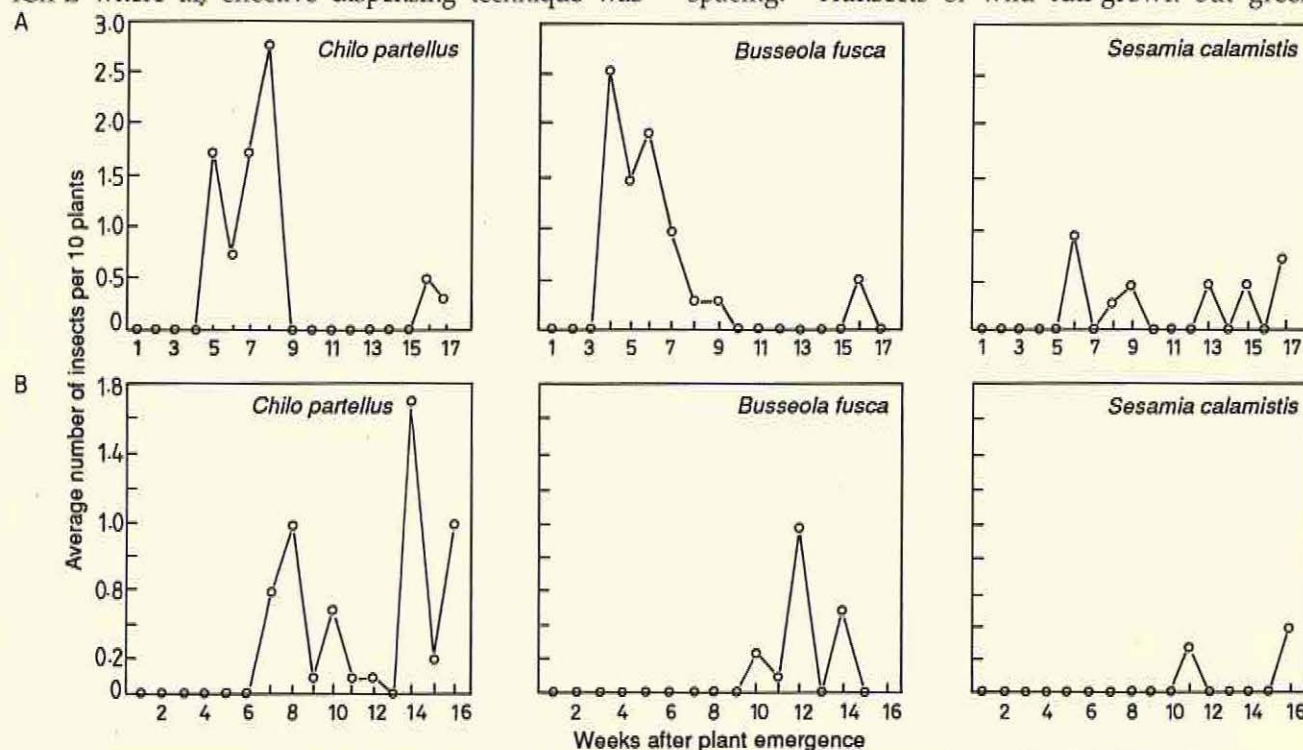 effective dispensing technique was spacing.
A
Average number of insects per 10 plants
3.0
2.5
2.0
1.5
1.0
0.5
0
Chilo partellus
1 3 5 7 9 11 13 15 17
Busseola fusca
1 3 5 7 9 11 13 15 17
Sesamia calamistis
1 3 5 7 9 11 13 15 17
B
1.8
1.4
1.0
0.8
0.2
0
Chilo partellus
2 4 6 8 10 12 14 16
Busseola fusca
2 4 6 8 10 12 14 16
Sesamia calamistis
2 4 6 8 10 12 14 16
Weeks after plant emergence